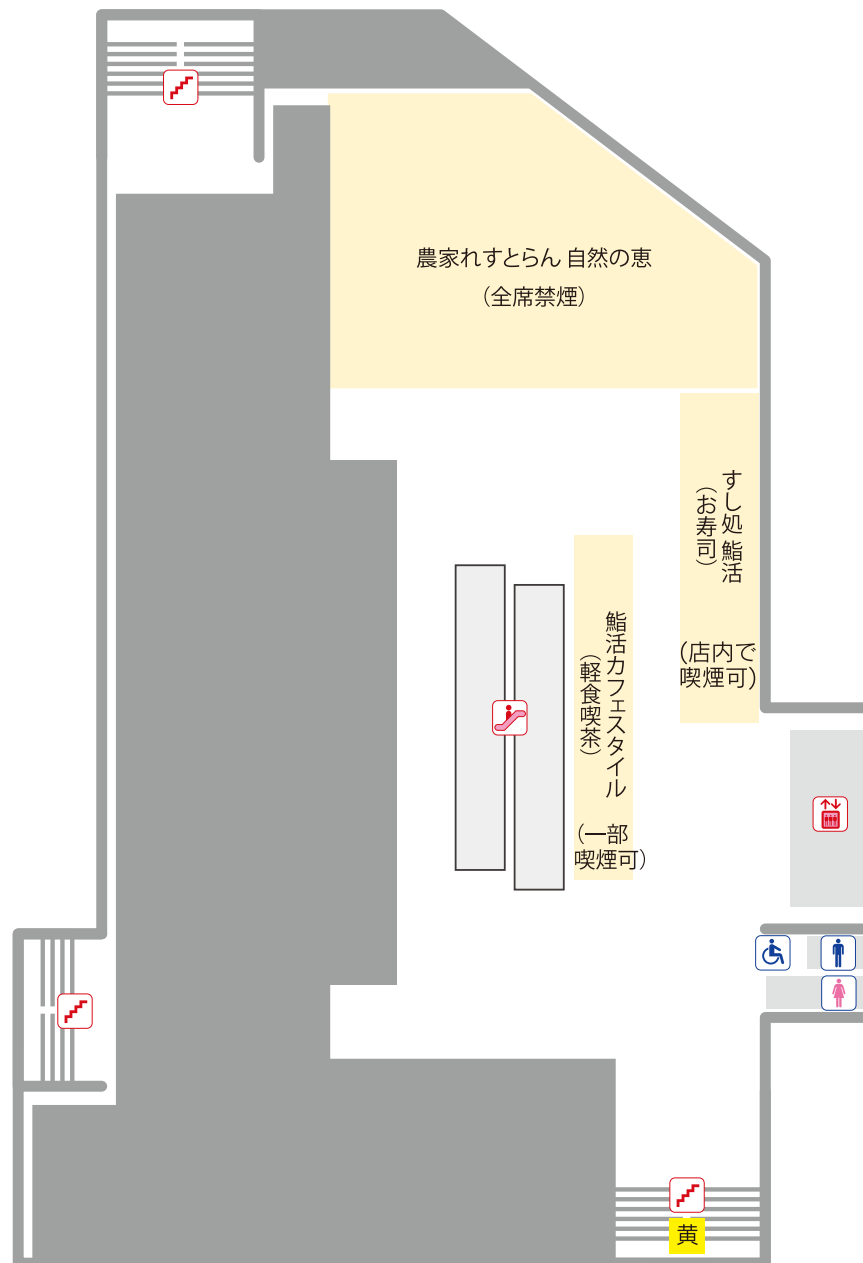 農家れすとらん 自然の恵
（全席禁煙）
すし処 鮨活
（お寿司）
（店内で
喫煙可）
鮨活カフェスタイル
（軽食喫茶）
（一部
喫煙可）
黄